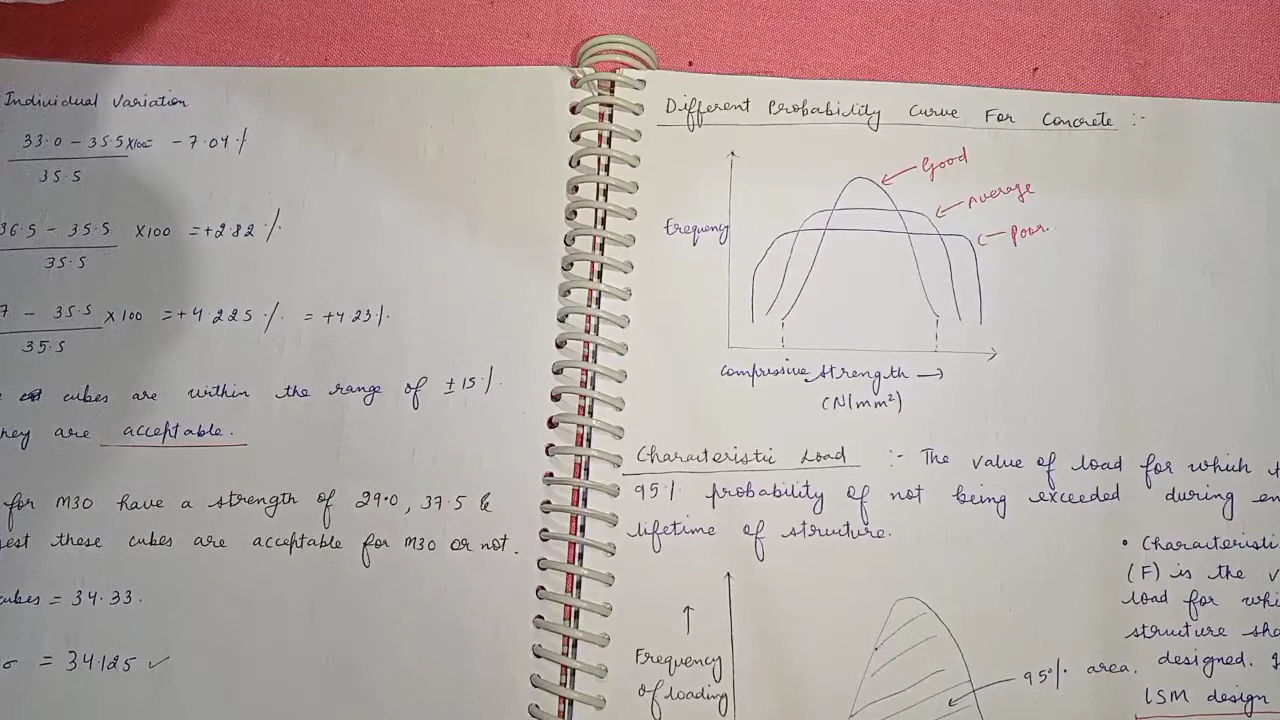 Individual Variation
33.0 - 35.5 x100 = - 7.04 %
35.5
36.5 - 35.5 x100 = +2.82 %
35.5
7 - 35.5 x100 = +4.225 % = +4.23%.
35.5
cubes are within the range of ±15%.
hey are acceptable.
for M30 have a strength of 29.0, 37.5 &
est these cubes are acceptable for M30 or not.
cubes = 34.33.
σ = 34.125 ✓
Different Probability Curve For Concrete :-
Good
Average
Poor
Frequency
Compressive Strength →
(N/mm²)
Characteristic Load :- The value of load for which t
95% probability of not being exceeded during en
lifetime of struture.
• Characteristi
(F) is the v
load for whi
struture sho
designed.
LSM design
↑
Frequency
of loading
95% area.